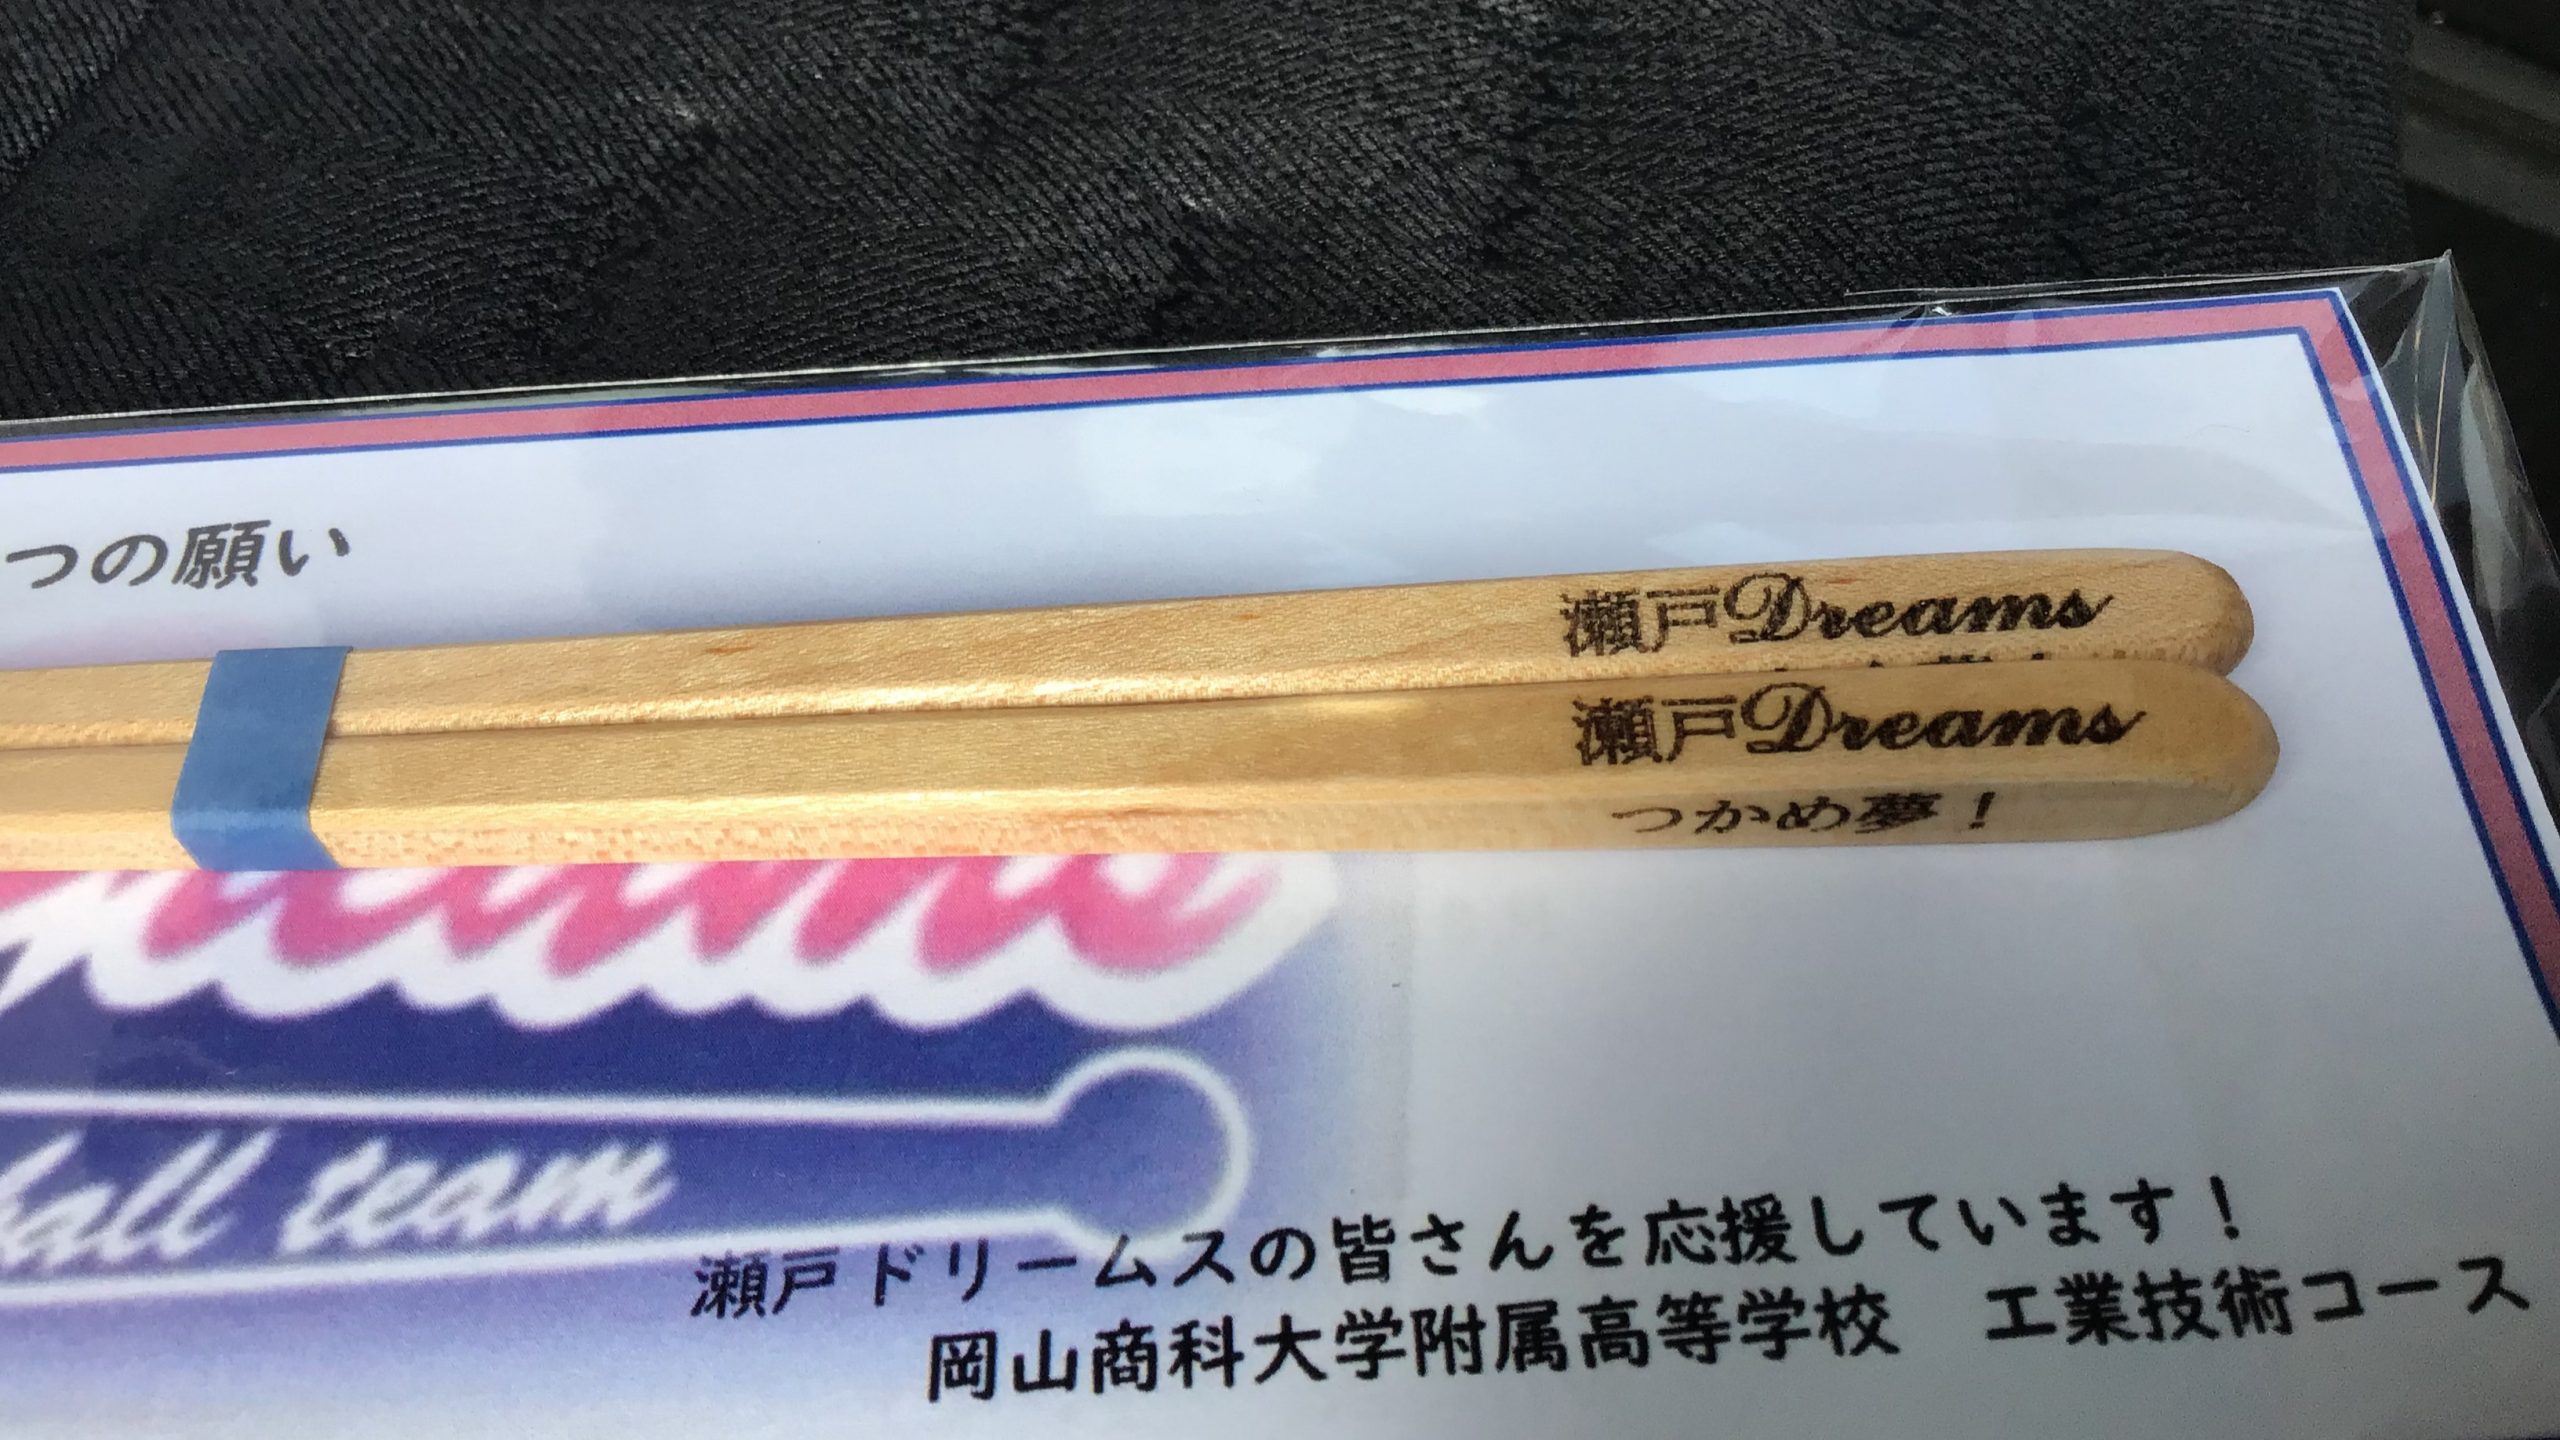 つの願い
瀬戸Dreams
瀬戸Dreams
つかめ夢！
ball team
瀬戸ドリームスの皆さんを応援しています！
岡山商科大学附属高等学校　工業技術コース